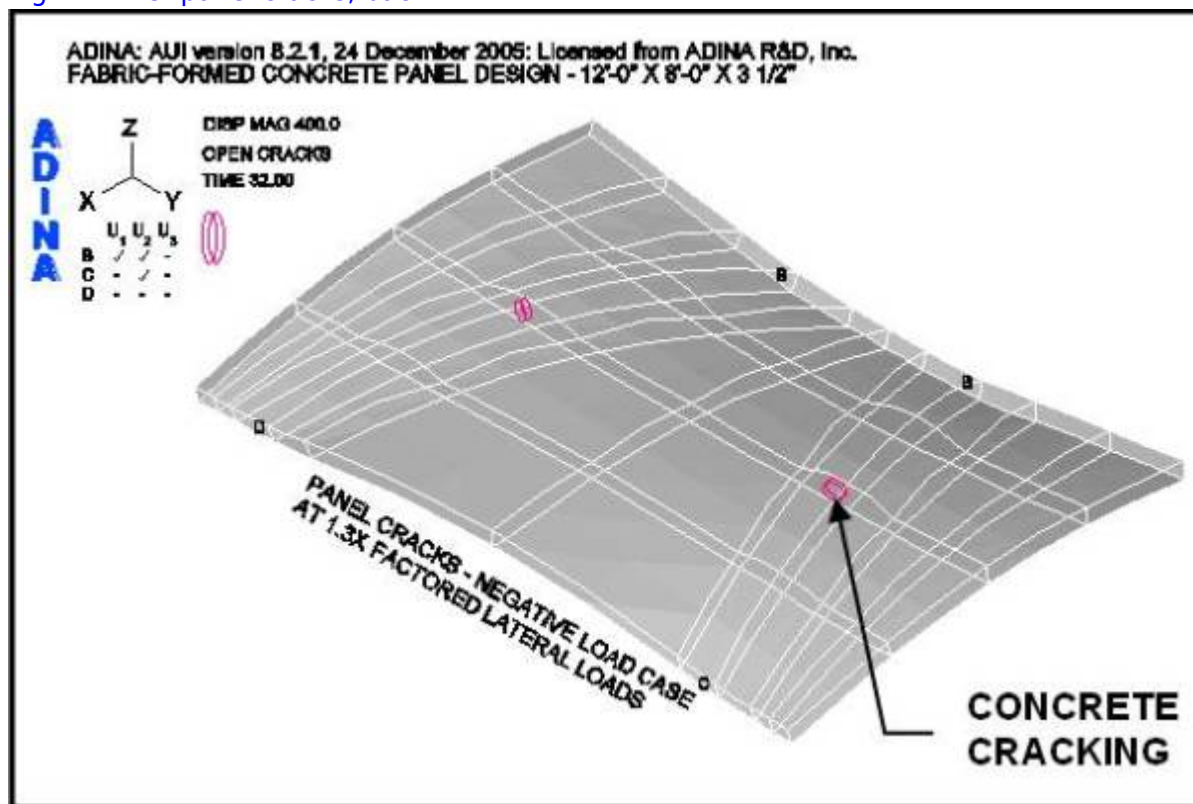 ADINA: AUI version 8.2.1, 24 December 2005: Licensed from ADINA R&D, Inc.
FABRIC-FORMED CONCRETE PANEL DESIGN - 12'-0" X 8'-0" X 3 1/2"
ADINA
Z
X Y
DISP MAG 400.0
OPEN CRACKS
TIME 32.00
U1 U2 U3
B ✓ ✓ -
C - ✓ -
D - - -
B
B
D
C
PANEL CRACKS - NEGATIVE LOAD CASE
AT 1.3X FACTORED LATERAL LOADS
CONCRETE
CRACKING